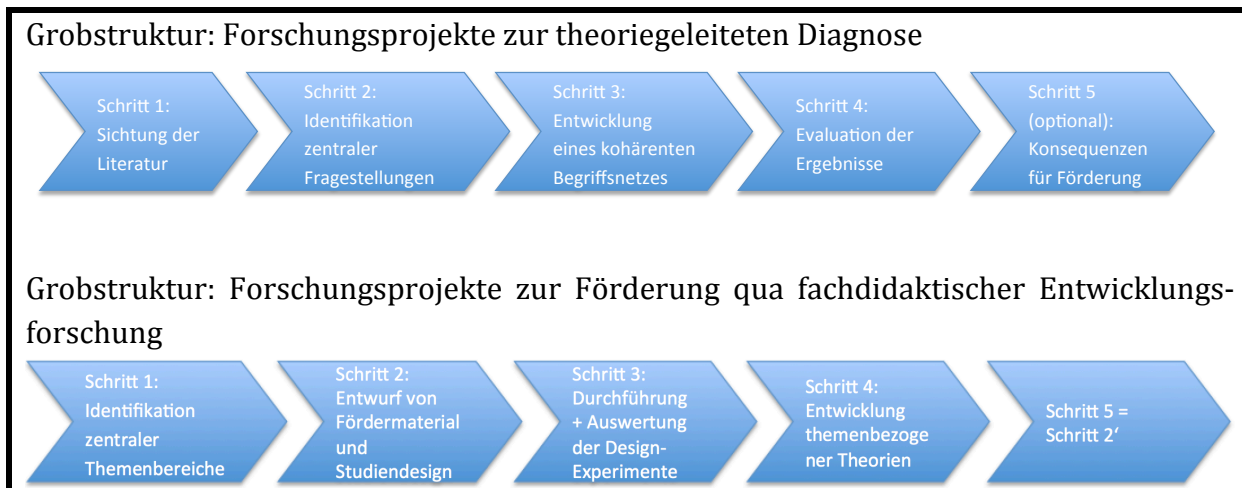 Grobstruktur: Forschungsprojekte zur theoriegeleiteten Diagnose
Schritt 1:
Sichtung der
Literatur
Schritt 2:
Identifikation
zentraler
Fragestellungen
Schritt 3:
Entwicklung
eines kohärenten
Begriffsnetzes
Schritt 4:
Evaluation der
Ergebnisse
Schritt 5
(optional):
Konsequenzen
für Förderung
Grobstruktur: Forschungsprojekte zur Förderung qua fachdidaktischer Entwicklungs-
forschung
Schritt 1:
Identifikation
zentraler
Themenbereiche
Schritt 2:
Entwurf von
Fördermaterial
und
Studiendesign
Schritt 3:
Durchführung
+ Auswertung
der Design-
Experimente
Schritt 4:
Entwicklung
themenbezoge
ner Theorien
Schritt 5 =
Schritt 2‘